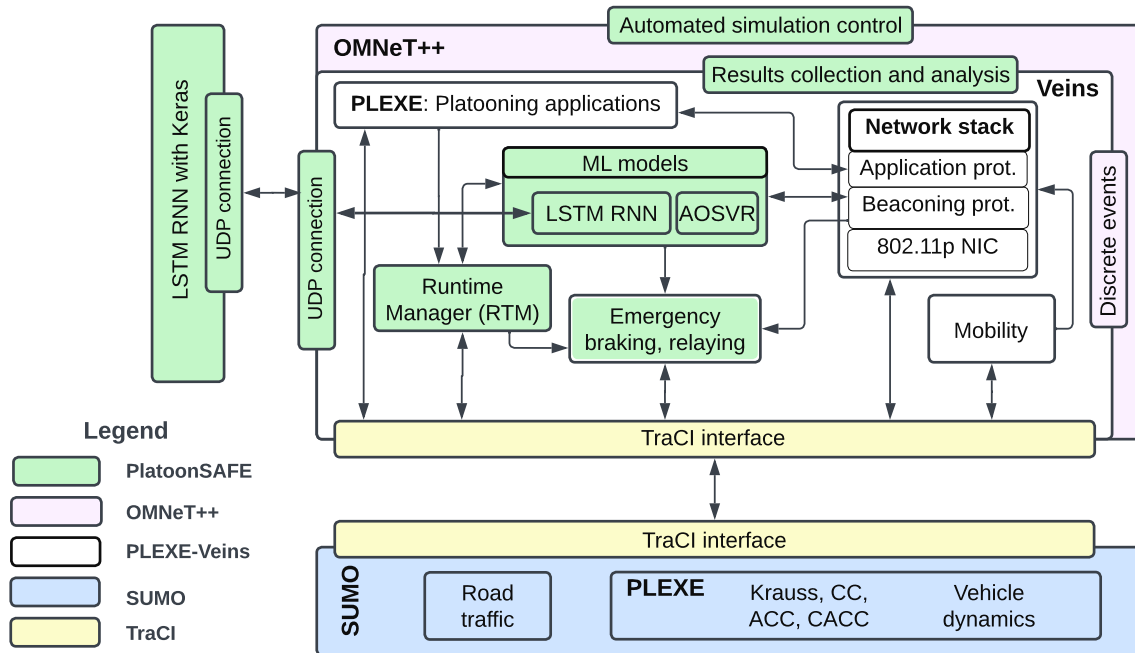 Automated simulation control
OMNeT++
Results collection and analysis
Veins
PLEXE: Platooning applications
LSTM RNN with Keras
UDP connection
UDP connection
ML models
LSTM RNN
AOSVR
Network stack
Application prot.
Beaconing prot.
802.11p NIC
Discrete events
Runtime
Manager (RTM)
Emergency
braking, relaying
Mobility
TraCI interface
Legend
PlatoonSAFE
OMNeT++
PLEXE-Veins
SUMO
TraCI
TraCI interface
SUMO
Road
traffic
PLEXE
Krauss, CC,
ACC, CACC
Vehicle
dynamics